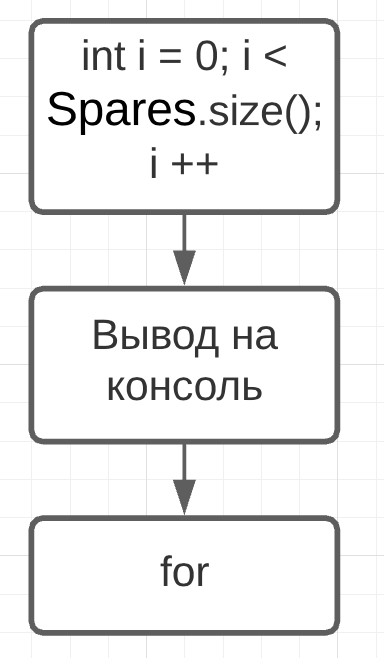 int i = 0; i <
Spares.size();
i ++
Вывод на
консоль
for